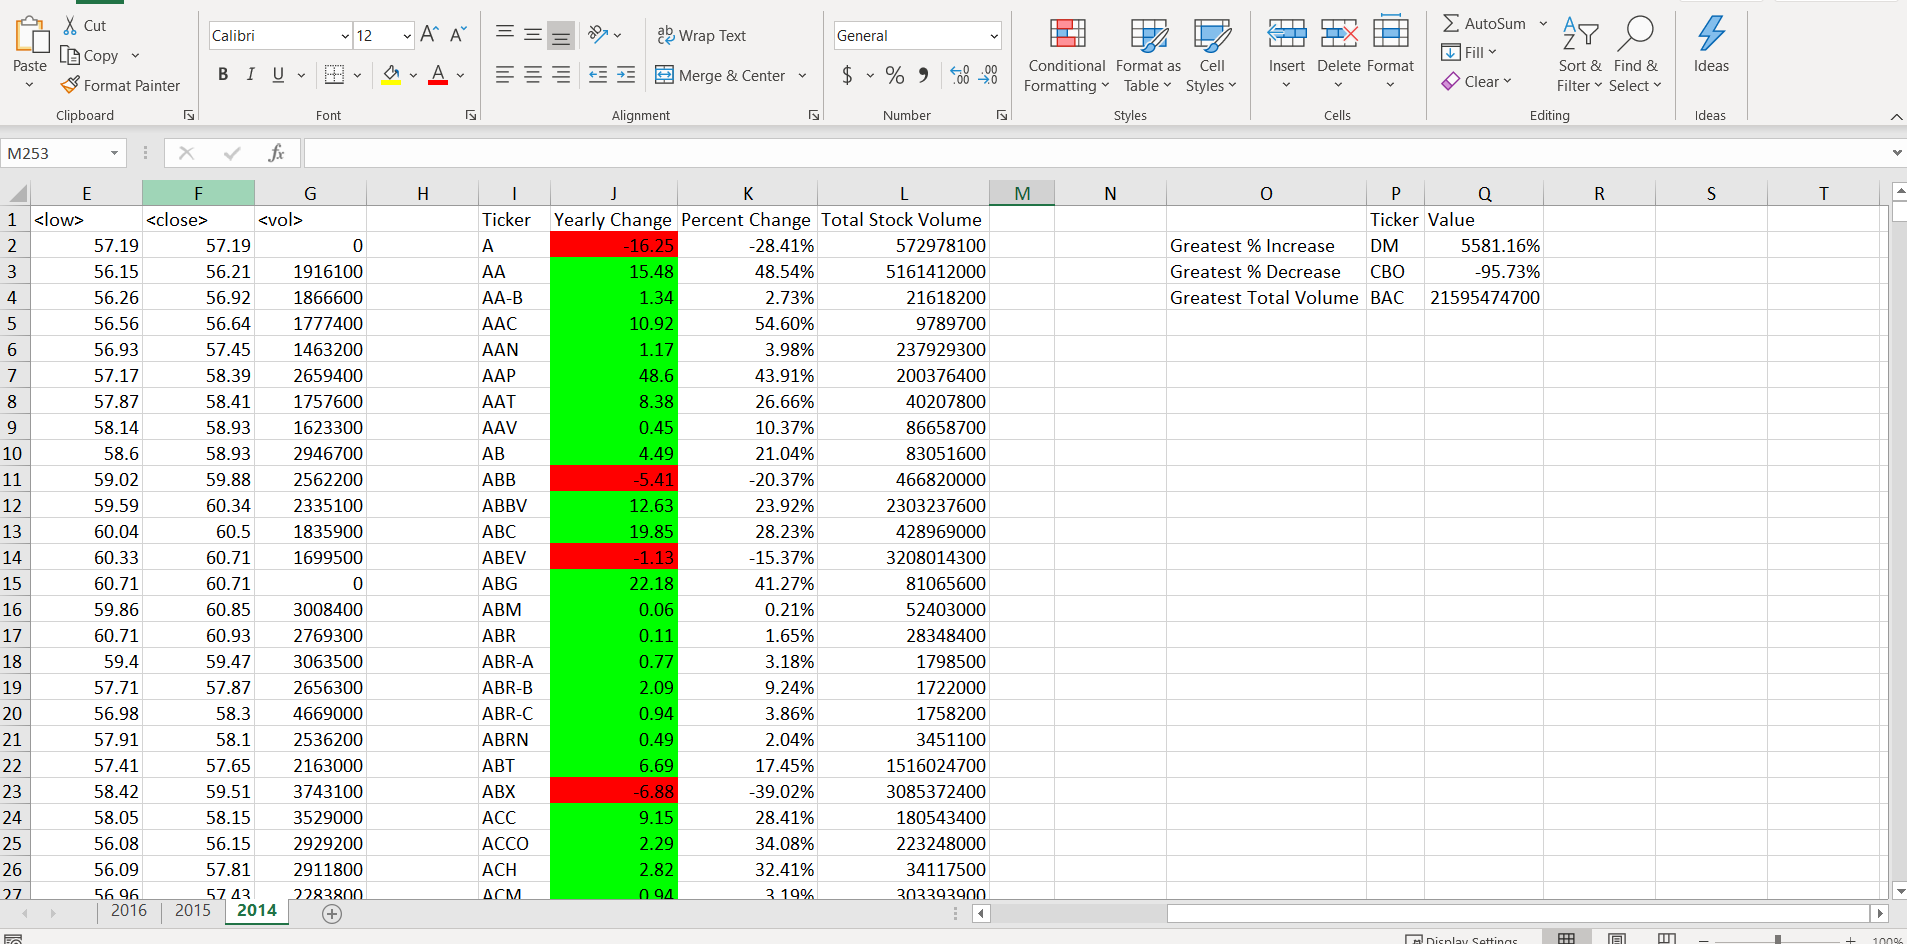 Paste
Cut
Copy
Format Painter
Clipboard
Calibri 12 A A
B I U A
Font
ab Wrap Text
Merge & Center
Alignment
General
$ % 9 .00 .00
Number
Conditional Formatting
Format as Table
Cell Styles
Styles
Insert Delete Format
Cells
AutoSum
Fill
Clear
Sort & Filter
Find & Select
Editing
Ideas
Ideas
M253 fx
E F G H I J K L M N O P Q R S T
1 <low> <close> <vol> Ticker Yearly Change Percent Change Total Stock Volume Ticker Value
2 57.19 57.19 0 A -16.25 -28.41% 572978100 Greatest % Increase DM 5581.16%
3 56.15 56.21 1916100 AA 15.48 48.54% 5161412000 Greatest % Decrease CBO -95.73%
4 56.26 56.92 1866600 AA-B 1.34 2.73% 21618200 Greatest Total Volume BAC 21595474700
5 56.56 56.64 1777400 AAC 10.92 54.60% 9789700
6 56.93 57.45 1463200 AAN 1.17 3.98% 237929300
7 57.17 58.39 2659400 AAP 48.6 43.91% 200376400
8 57.87 58.41 1757600 AAT 8.38 26.66% 40207800
9 58.14 58.93 1623300 AAV 0.45 10.37% 86658700
10 58.6 58.93 2946700 AB 4.49 21.04% 83051600
11 59.02 59.88 2562200 ABB -5.41 -20.37% 466820000
12 59.59 60.34 2335100 ABBV 12.63 23.92% 2303237600
13 60.04 60.5 1835900 ABC 19.85 28.23% 428969000
14 60.33 60.71 1699500 ABEV -1.13 -15.37% 3208014300
15 60.71 60.71 0 ABG 22.18 41.27% 81065600
16 59.86 60.85 3008400 ABM 0.06 0.21% 52403000
17 60.71 60.93 2769300 ABR 0.11 1.65% 28348400
18 59.4 59.47 3063500 ABR-A 0.77 3.18% 1798500
19 57.71 57.87 2656300 ABR-B 2.09 9.24% 1722000
20 56.98 58.3 4669000 ABR-C 0.94 3.86% 1758200
21 57.91 58.1 2536200 ABRN 0.49 2.04% 3451100
22 57.41 57.65 2163000 ABT 6.69 17.45% 1516024700
23 58.42 59.51 3743100 ABX -6.88 -39.02% 3085372400
24 58.05 58.15 3529000 ACC 9.15 28.41% 180543400
25 56.08 56.15 2929200 ACCO 2.29 34.08% 223248000
26 56.09 57.81 2911800 ACH 2.82 32.41% 34117500
27 56.96 57.43 2283800 ACM 0.94 3.19% 303393900
2016 2015 2014
Display Settings 100%